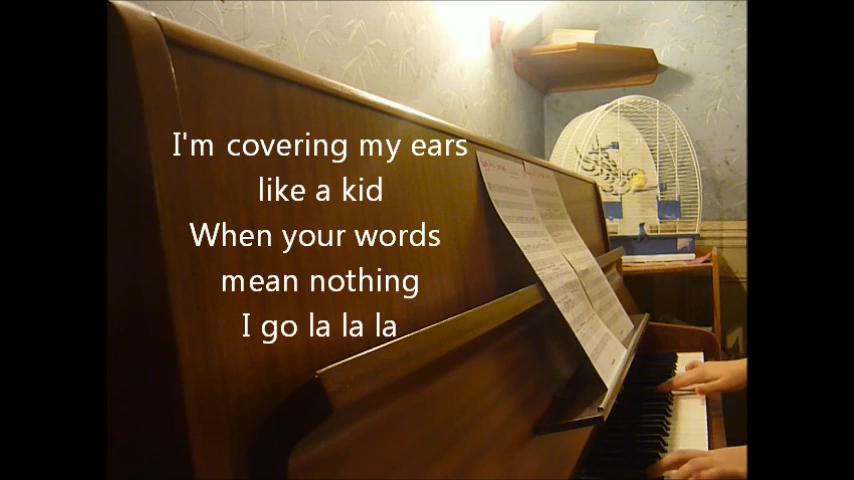 I'm covering my ears
like a kid
When your words
mean nothing
I go la la la